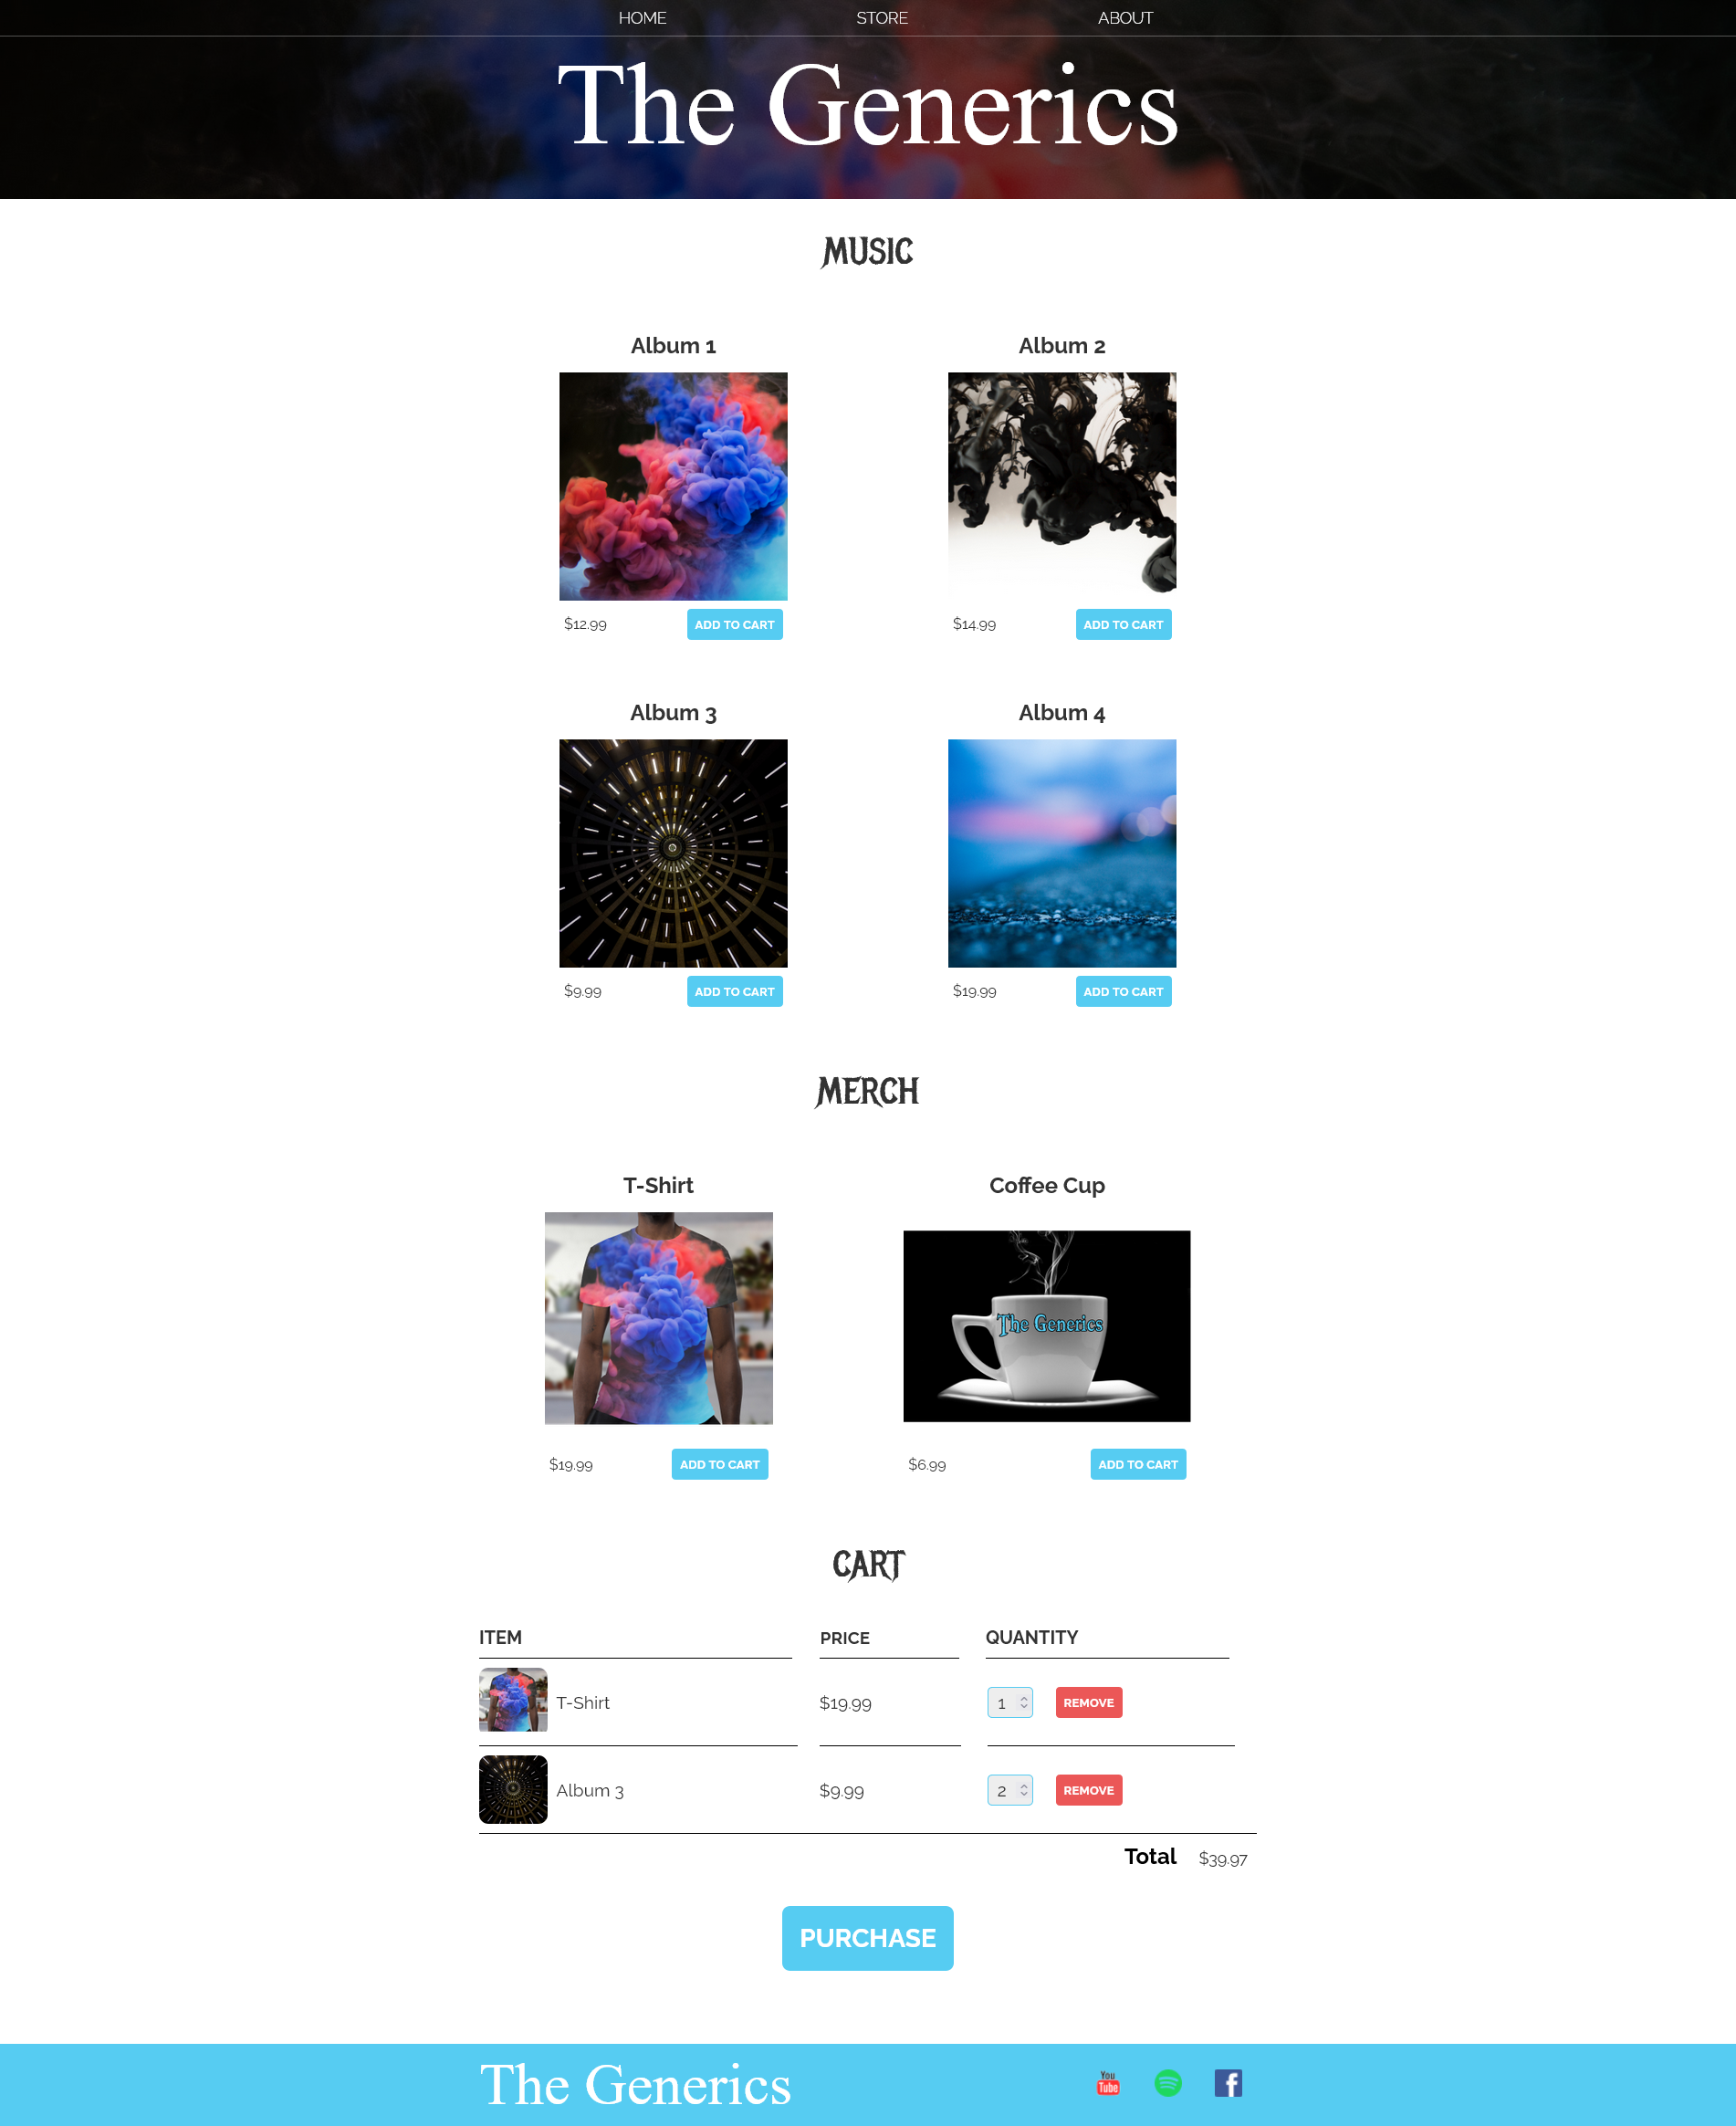 HOME STORE ABOUT
The Generics
MUSIC
Album 1 Album 2
$12.99 ADD TO CART $14.99 ADD TO CART
Album 3 Album 4
$9.99 ADD TO CART $19.99 ADD TO CART
MERCH
T-Shirt Coffee Cup
The Generics
$19.99 ADD TO CART $6.99 ADD TO CART
CART
ITEM PRICE QUANTITY
T-Shirt $19.99 1 REMOVE
Album 3 $9.99 2 REMOVE
Total $39.97
PURCHASE
The Generics You Tube f